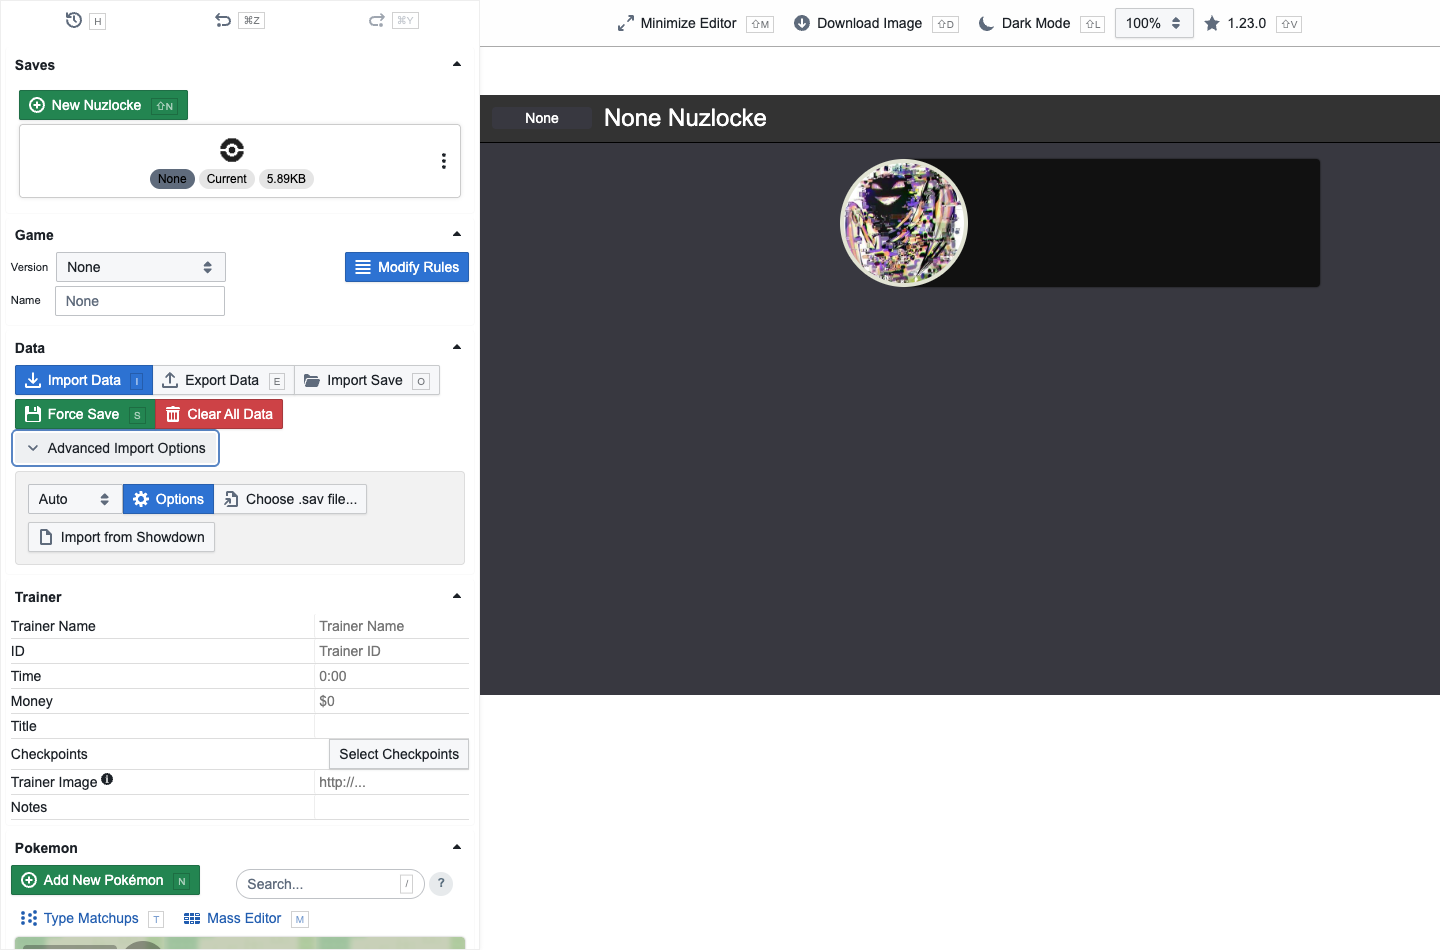 H ⌘Z ⌘Y
Minimize Editor ⇧M Download Image ⇧D Dark Mode ⇧L 100% 1.23.0 ⇧V
Saves
New Nuzlocke ⇧N
None Current 5.89KB
None None Nuzlocke
Game
Version None Modify Rules
Name None
Data
Import Data I Export Data E Import Save O
Force Save S Clear All Data
Advanced Import Options
Auto Options Choose .sav file...
Import from Showdown
Trainer
Trainer Name Trainer Name
ID Trainer ID
Time 0:00
Money $0
Title
Checkpoints Select Checkpoints
Trainer Image http://...
Notes
Pokemon
Add New Pokémon N Search... / ?
Type Matchups T Mass Editor M